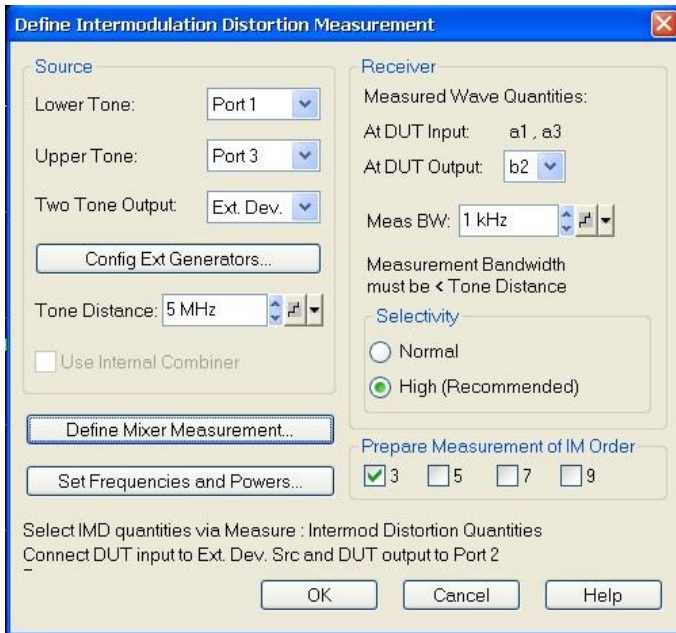 Define Intermodulation Distortion Measurement
Source
Lower Tone: Port 1
Upper Tone: Port 3
Two Tone Output: Ext. Dev.
Config Ext Generators...
Tone Distance: 5 MHz
Use Internal Combiner
Define Mixer Measurement...
Set Frequencies and Powers...
Receiver
Measured Wave Quantities:
At DUT Input: a1 , a3
At DUT Output: b2
Meas BW: 1 kHz
Measurement Bandwidth
must be < Tone Distance
Selectivity
Normal
High (Recommended)
Prepare Measurement of IM Order
3 5 7 9
Select IMD quantities via Measure : Intermod Distortion Quantities
Connect DUT input to Ext. Dev. Src and DUT output to Port 2
OK Cancel Help